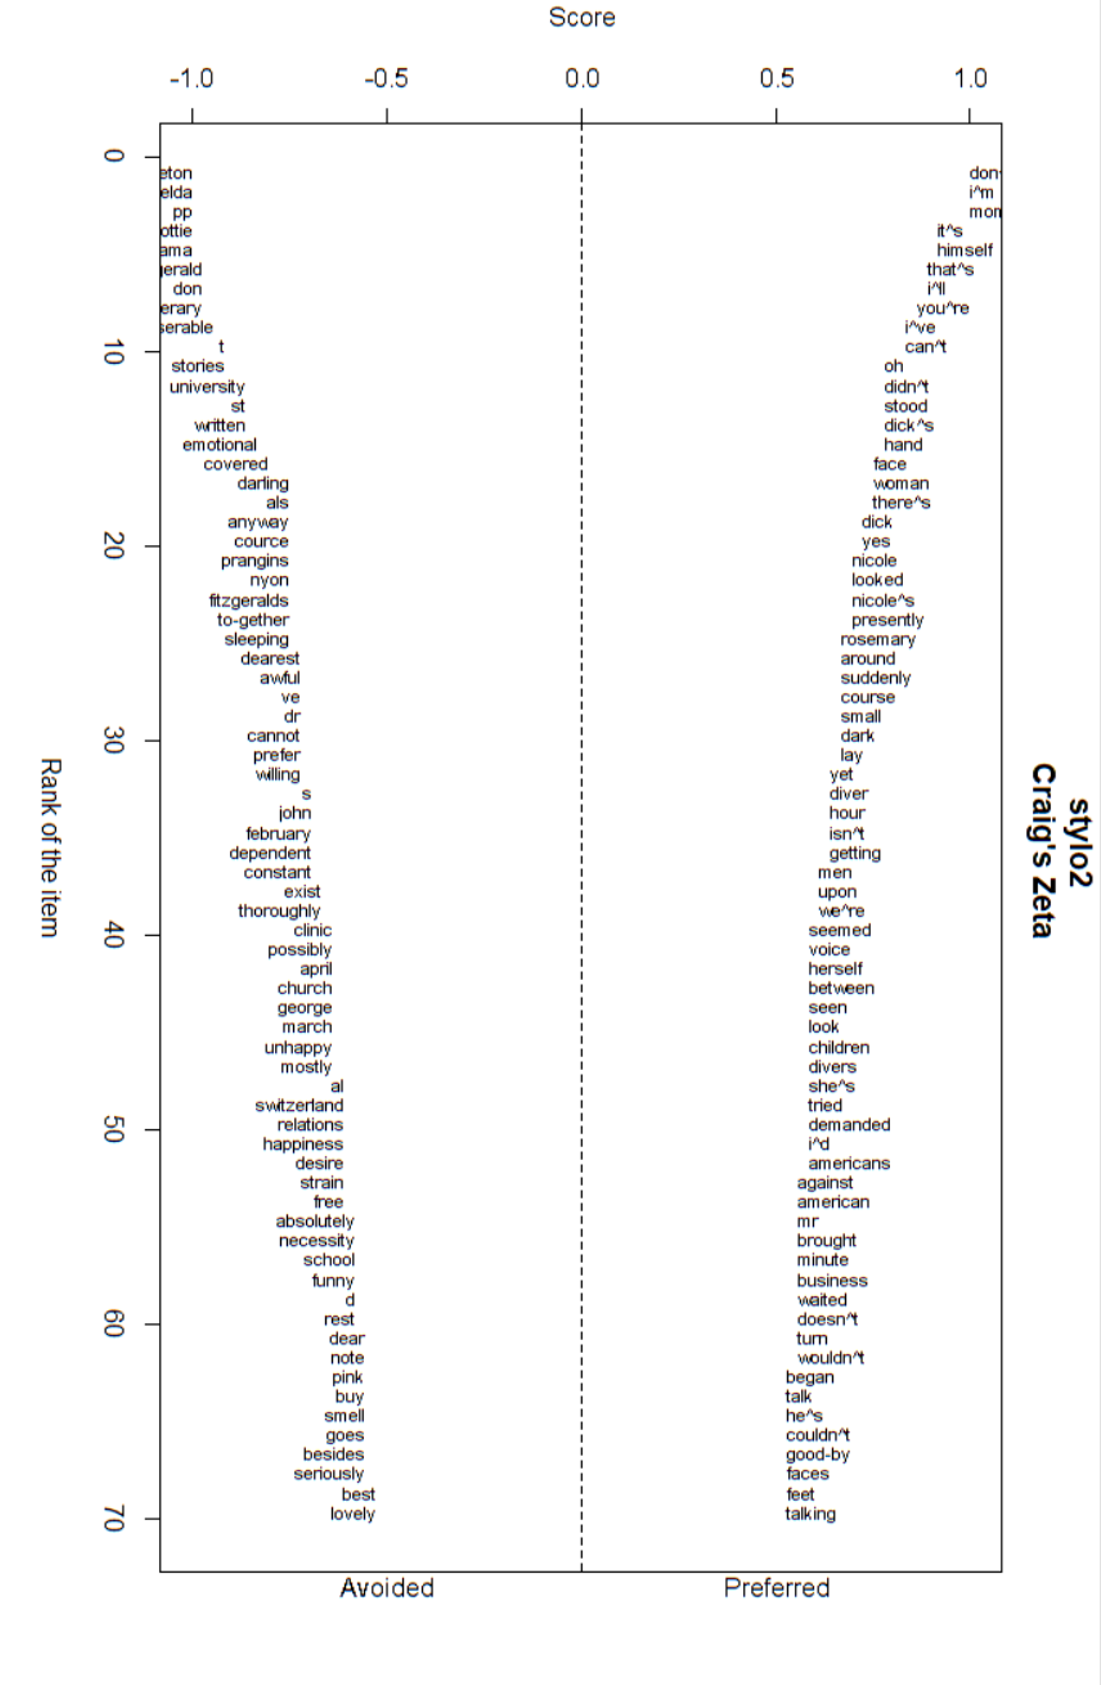 Score
-1.0 -0.5 0.0 0.5 1.0
0
10
20
30
40
50
60
70
Rank of the item
eton
elda
pp
ottie
ama
erald
don
erary
serable
t
stories
university
st
written
emotional
covered
darling
als
anyway
cource
prangins
nyon
fitzgeralds
to-gether
sleeping
dearest
awful
ve
dr
cannot
prefer
willing
s
john
february
dependent
constant
exist
thoroughly
clinic
possibly
april
church
george
march
unhappy
mostly
al
switzerland
relations
happiness
desire
strain
free
absolutely
necessity
school
funny
d
rest
dear
note
pink
buy
smell
goes
besides
seriously
best
lovely
don
i^m
mom
it^s
himself
that^s
i^ll
you^re
i^ve
can^t
oh
didn^t
stood
dick^s
hand
face
woman
there^s
dick
yes
nicole
looked
nicole^s
presently
rosemary
around
suddenly
course
small
dark
lay
yet
diver
hour
isn^t
getting
men
upon
we^re
seemed
voice
herself
between
seen
look
children
divers
she^s
tried
demanded
i^d
americans
against
american
mr
brought
minute
business
waited
doesn^t
turn
wouldn^t
began
talk
he^s
couldn^t
good-by
faces
feet
talking
Avoided Preferred
stylo2
Craig's Zeta